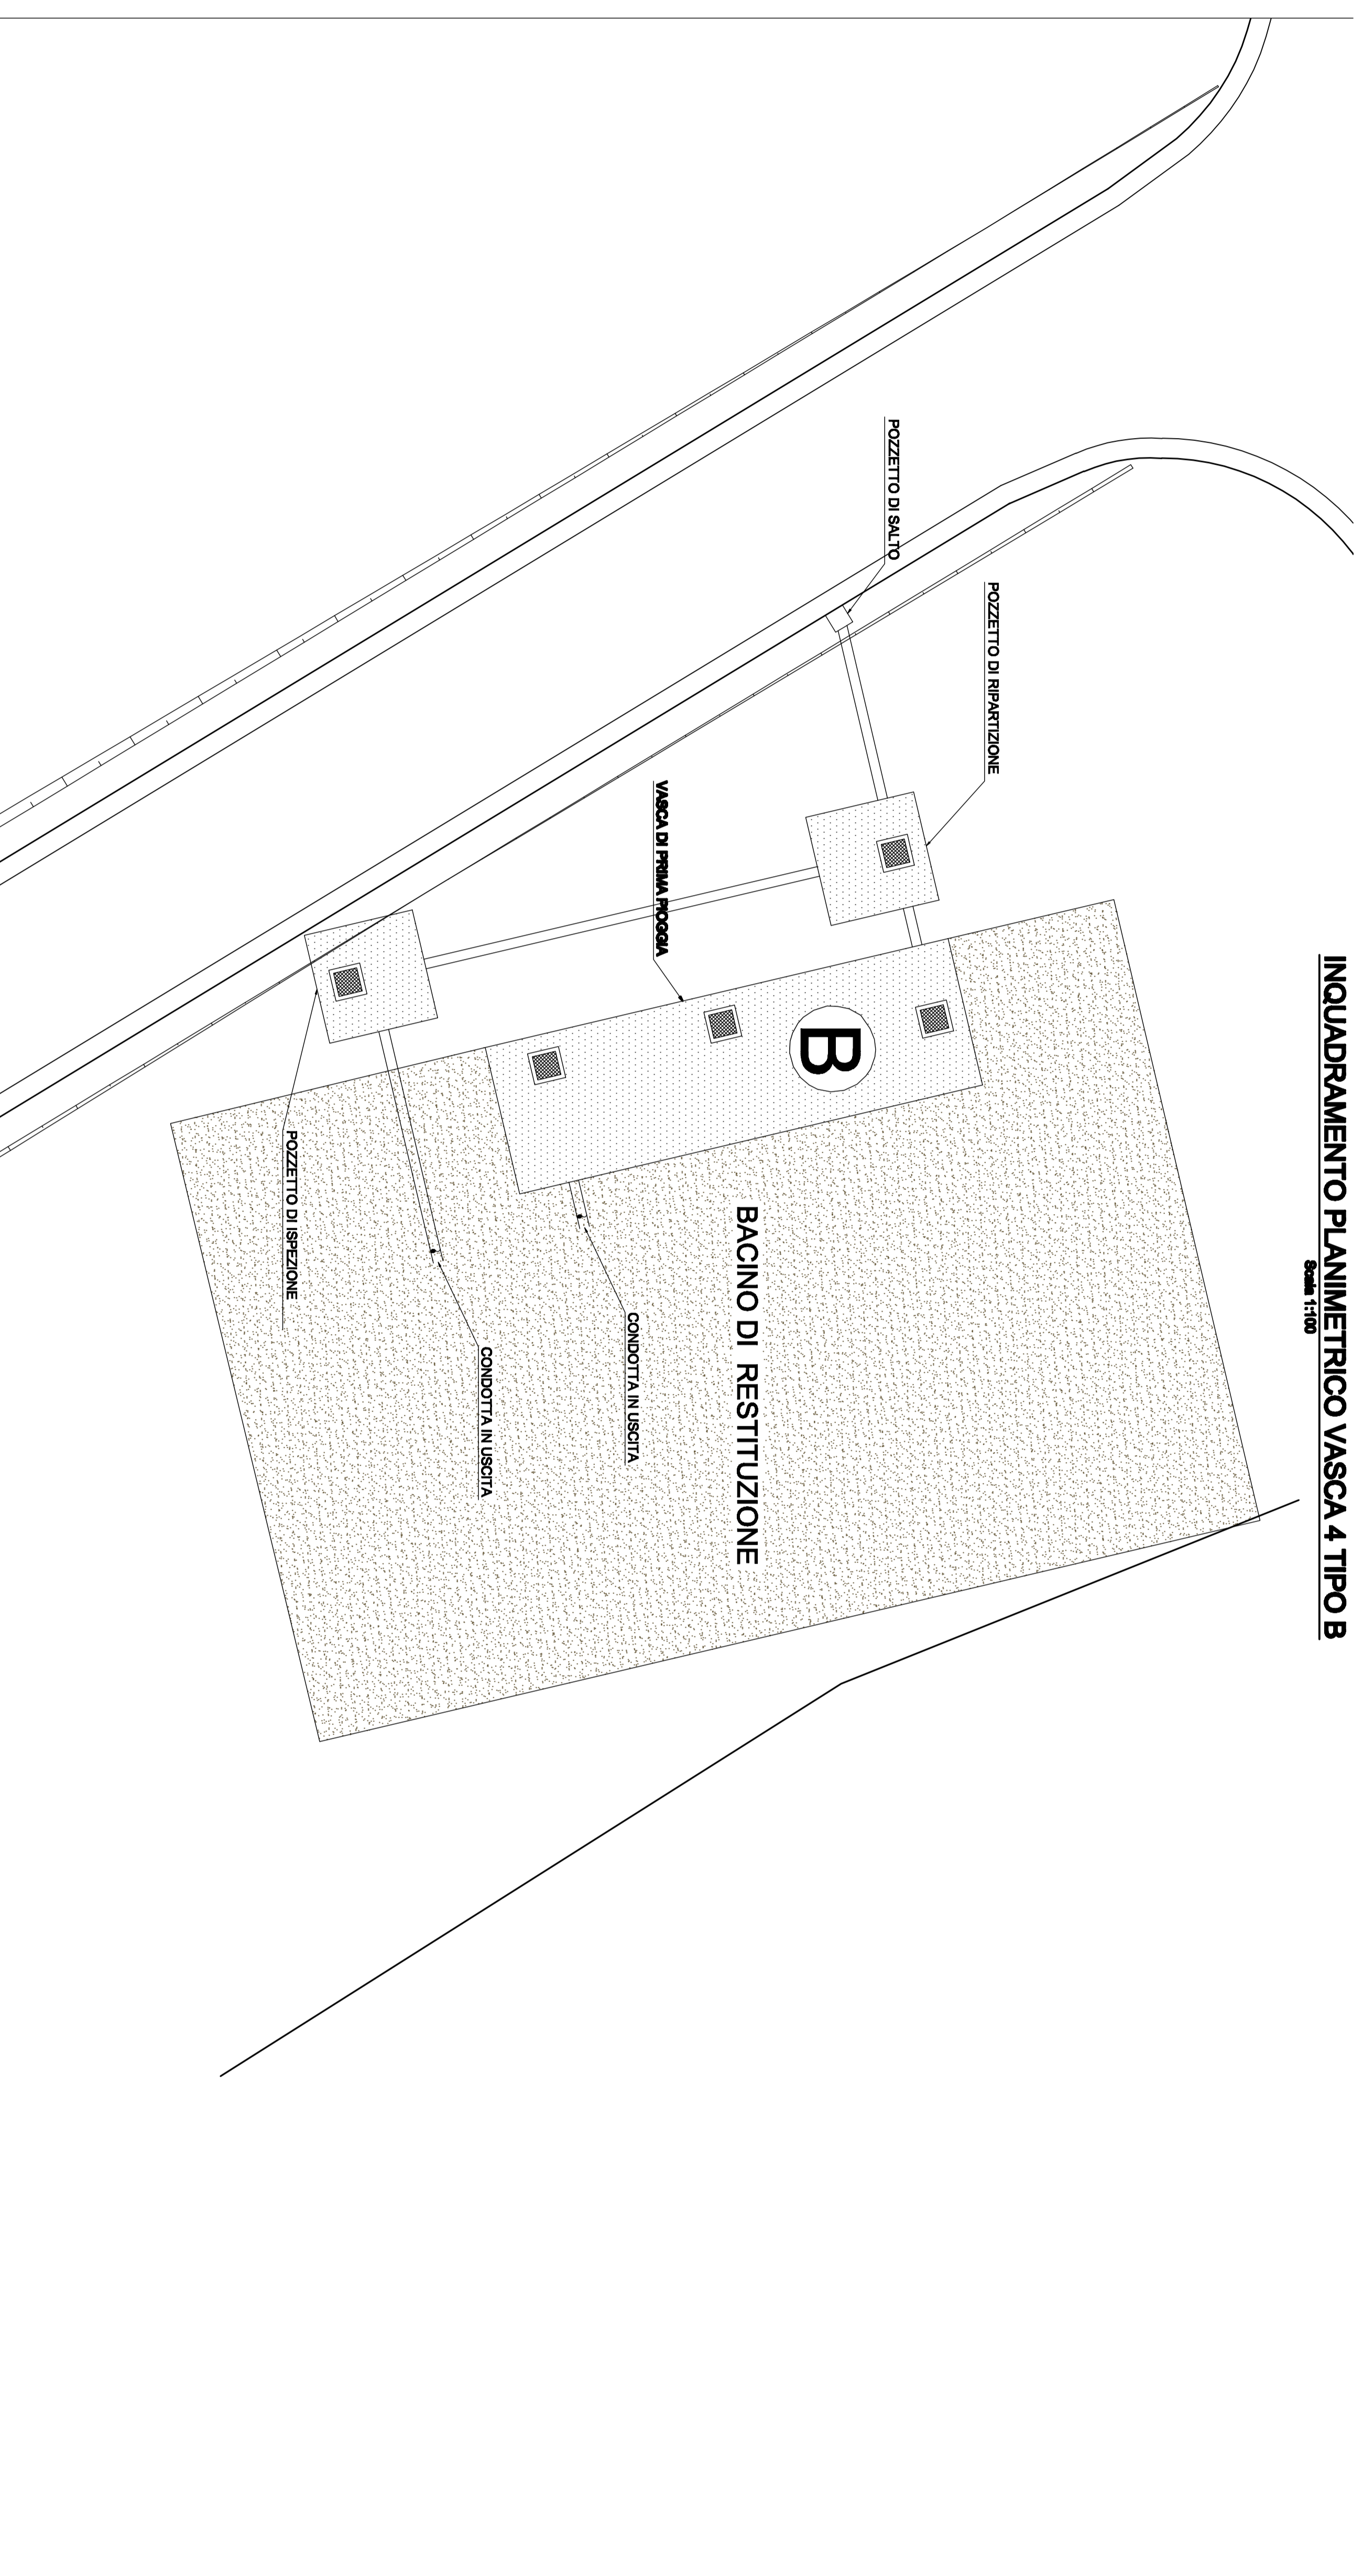 INQUADRAMENTO PLANIMETRICO VASCA 4 TIPO B
Scala 1:100
POZZETTO DI RIPARTIZIONE
POZZETTO DI SALTO
B
BACINO DI RESTITUZIONE
VASCA DI PRIMA PIOGGIA
CONDOTTA IN USCITA
CONDOTTA IN USCITA
POZZETTO DI ISPEZIONE